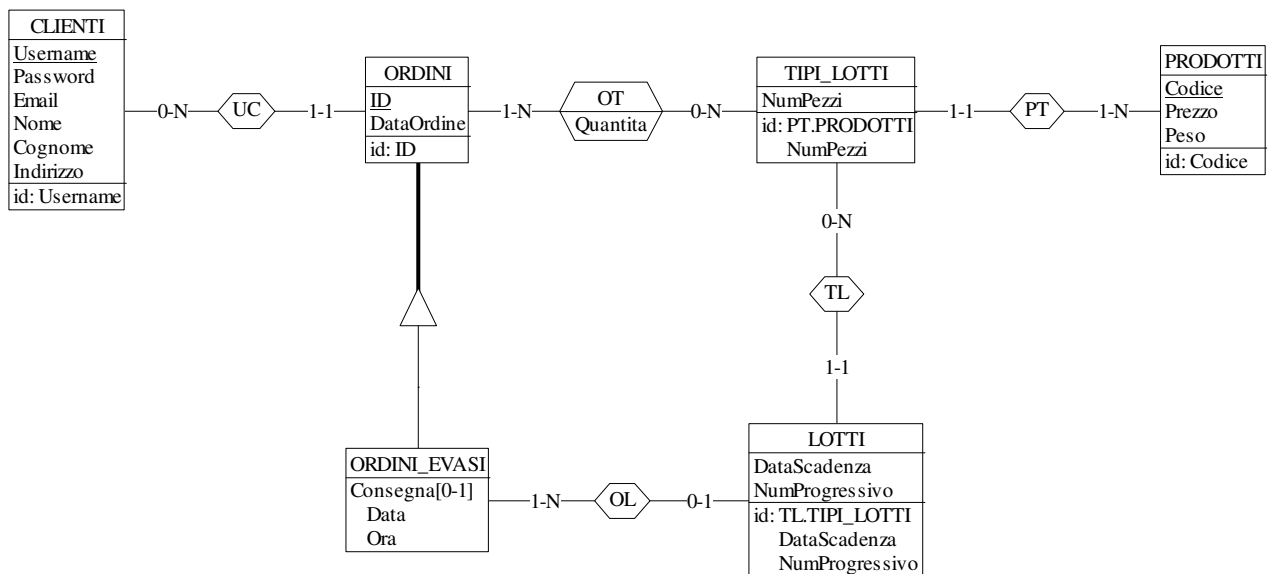 CLIENTI
Username
Password
Email
Nome
Cognome
Indirizzo
id: Username
0-N
UC
1-1
ORDINI
ID
DataOrdine
id: ID
1-N
OT
Quantita
0-N
TIPI_LOTTI
NumPezzi
id: PT.PRODOTTI
NumPezzi
1-1
PT
1-N
PRODOTTI
Codice
Prezzo
Peso
id: Codice
0-N
TL
1-1
ORDINI_EVASI
Consegna[0-1]
Data
Ora
1-N
OL
0-1
LOTTI
DataScadenza
NumProgressivo
id: TL.TIPI_LOTTI
DataScadenza
NumProgressivo